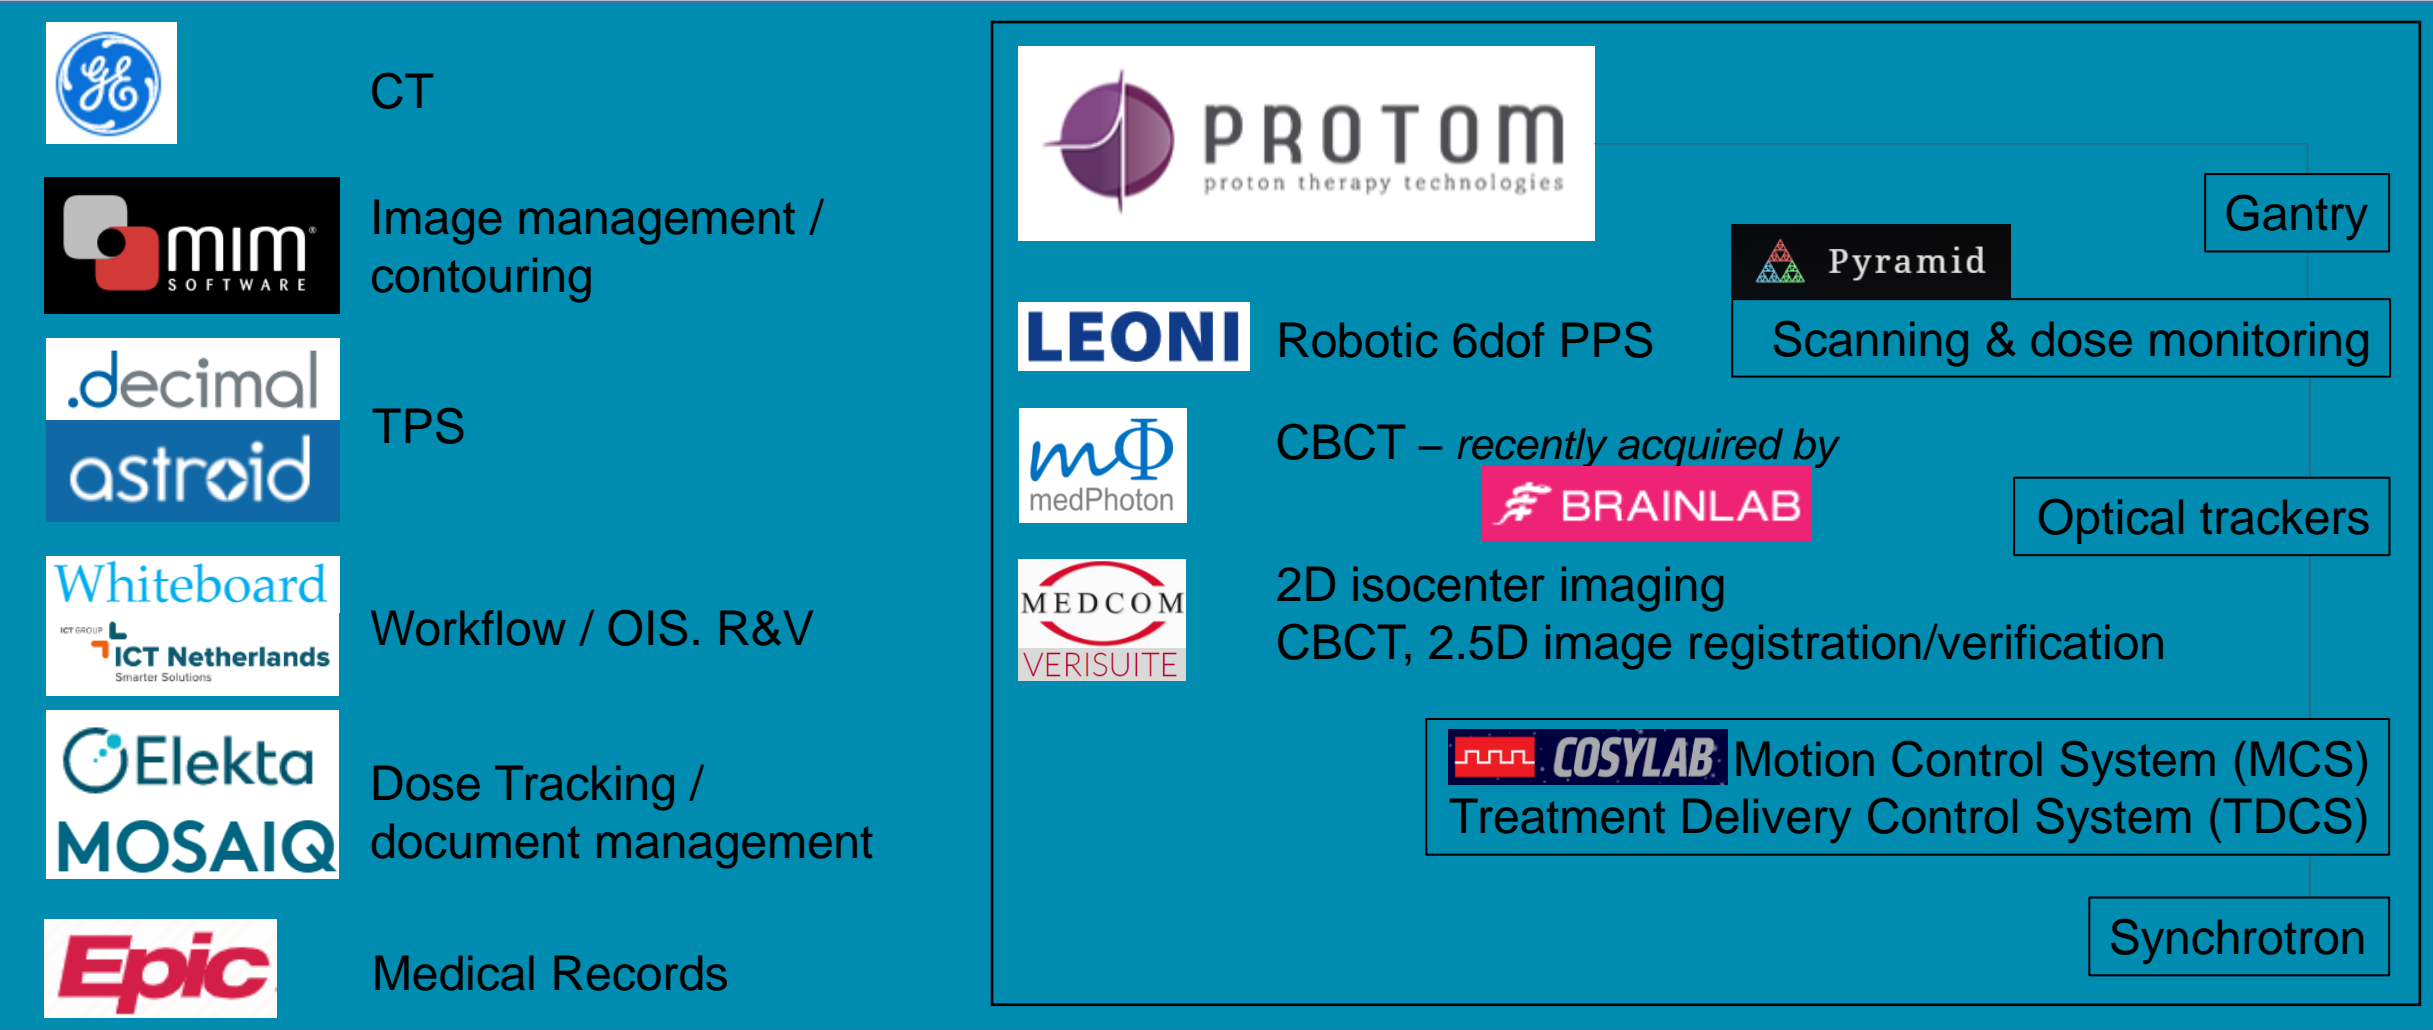 GE
CT
mim®
SOFTWARE
Image management /
contouring
.decimal
astroid
TPS
Whiteboard
ICT GROUP
ICT Netherlands
Smarter Solutions
Workflow / OIS. R&V
Elekta
MOSAIQ
Dose Tracking /
document management
Epic
Medical Records
PROTOM
proton therapy technologies
Gantry
Pyramid
Scanning & dose monitoring
LEONI
Robotic 6dof PPS
mΦ
medPhoton
CBCT – recently acquired by
BRAINLAB
Optical trackers
MEDCOM
VERISUITE
2D isocenter imaging
CBCT, 2.5D image registration/verification
COSYLAB Motion Control System (MCS)
Treatment Delivery Control System (TDCS)
Synchrotron